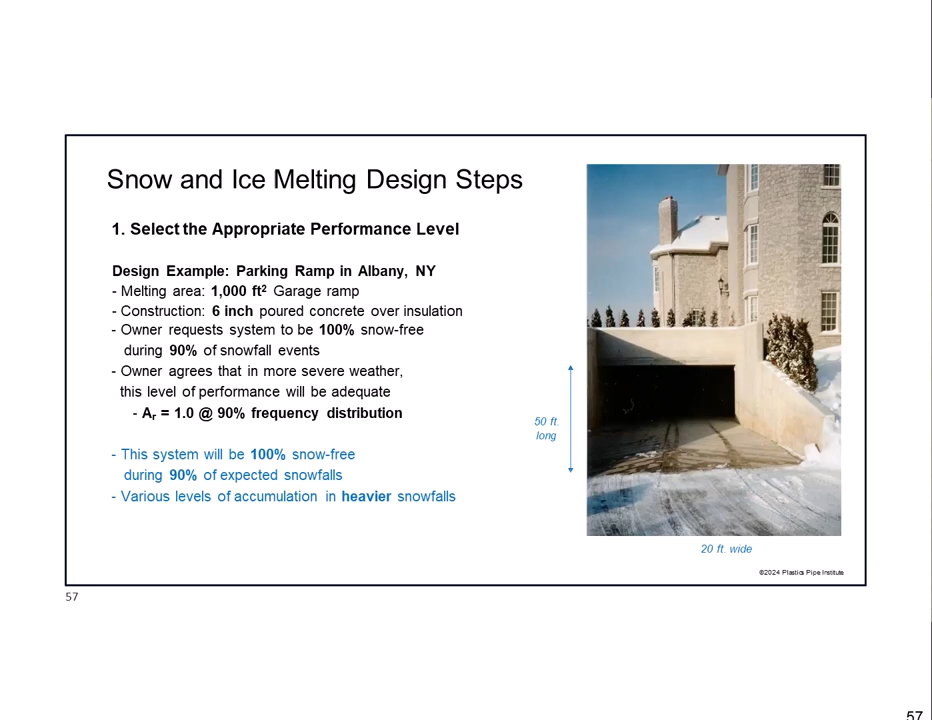 Snow and Ice Melting Design Steps
1. Select the Appropriate Performance Level
Design Example: Parking Ramp in Albany, NY
- Melting area: 1,000 ft² Garage ramp
- Construction: 6 inch poured concrete over insulation
- Owner requests system to be 100% snow-free
during 90% of snowfall events
- Owner agrees that in more severe weather,
this level of performance will be adequate
- Ar = 1.0 @ 90% frequency distribution
- This system will be 100% snow-free
during 90% of expected snowfalls
- Various levels of accumulation in heavier snowfalls
50 ft.
long
20 ft. wide
©2024 Plastics Pipe Institute
57
57